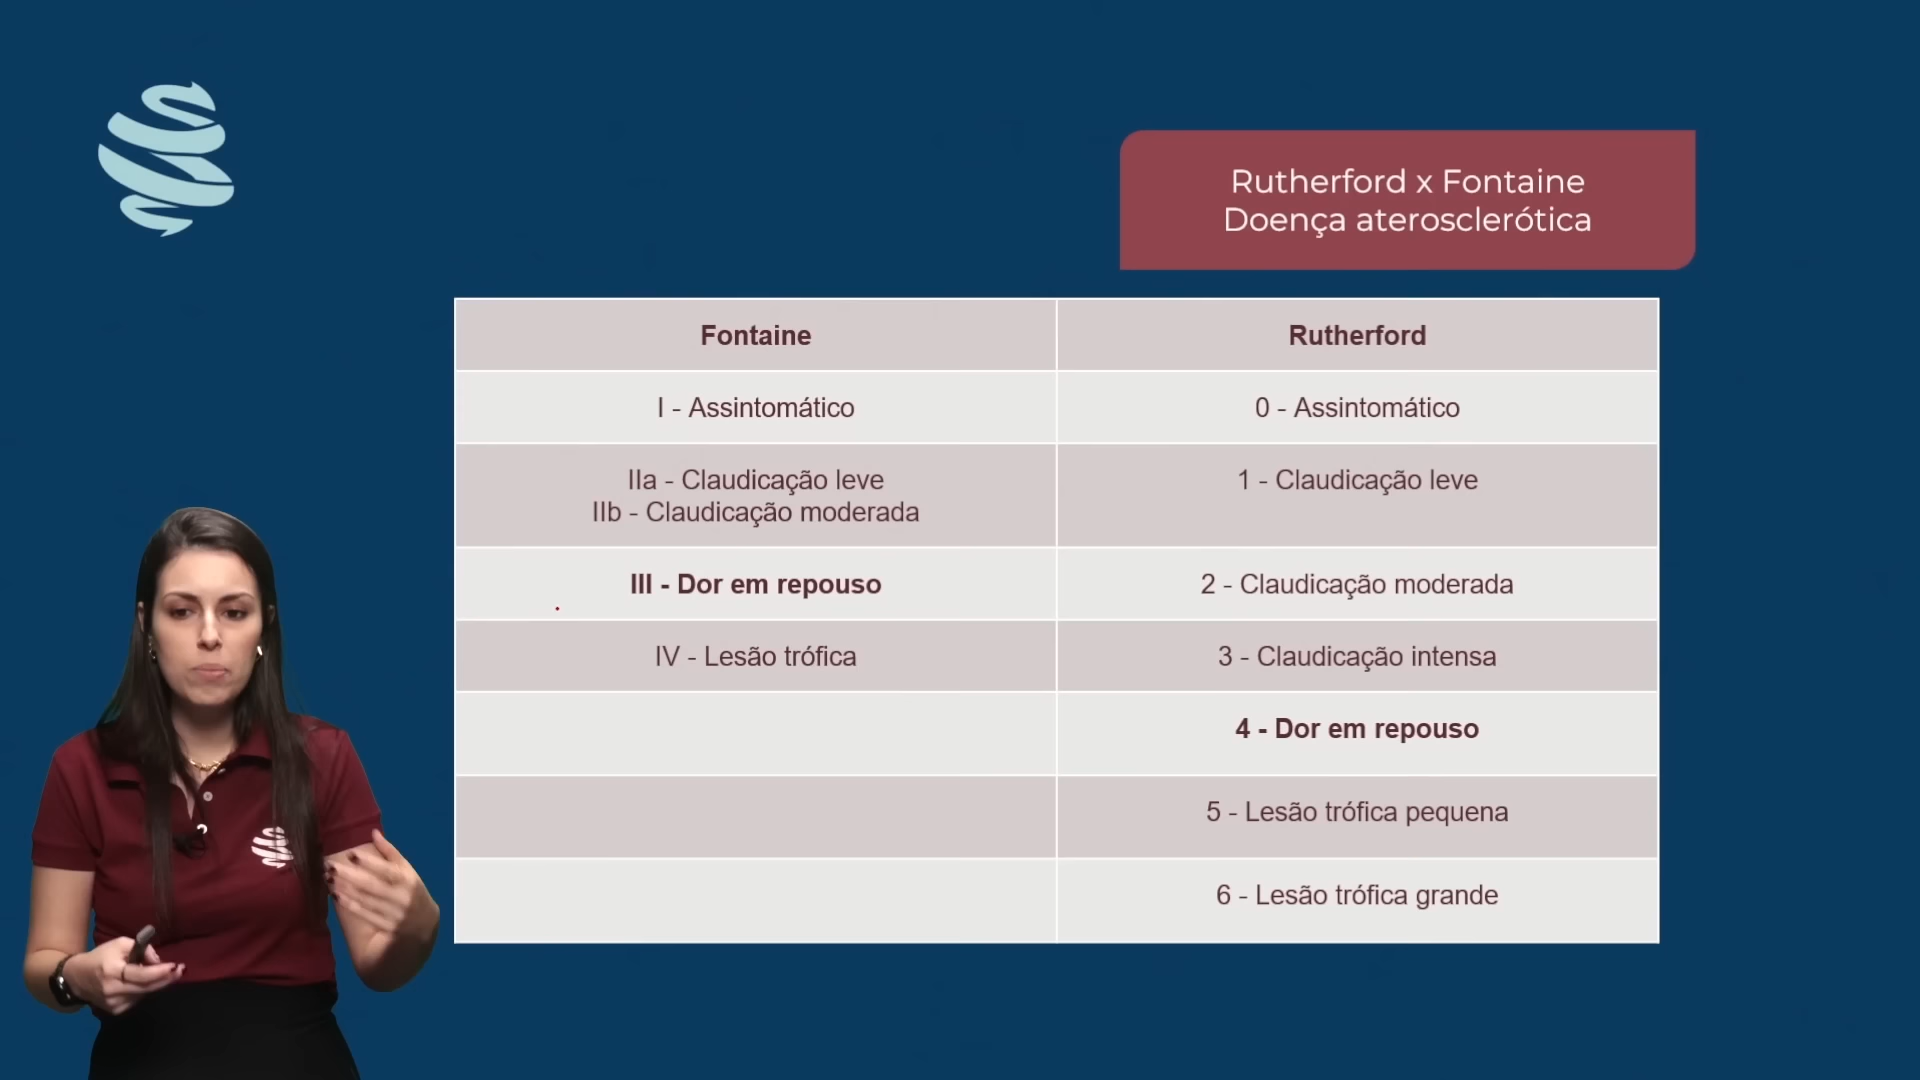 Rutherford x Fontaine
Doença aterosclerótica
Fontaine
Rutherford
I - Assintomático
0 - Assintomático
IIa - Claudicação leve
IIb - Claudicação moderada
1 - Claudicação leve
III - Dor em repouso
2 - Claudicação moderada
IV - Lesão trófica
3 - Claudicação intensa
4 - Dor em repouso
5 - Lesão trófica pequena
6 - Lesão trófica grande